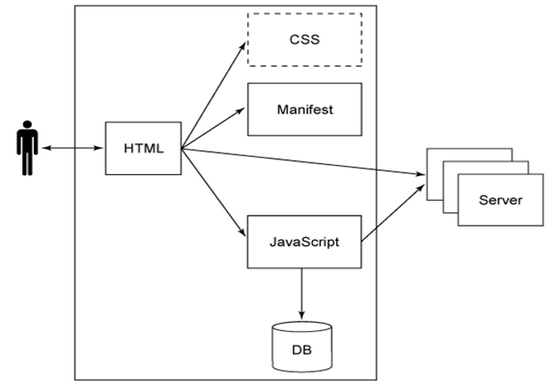 CSS
Manifest
HTML
Server
JavaScript
DB